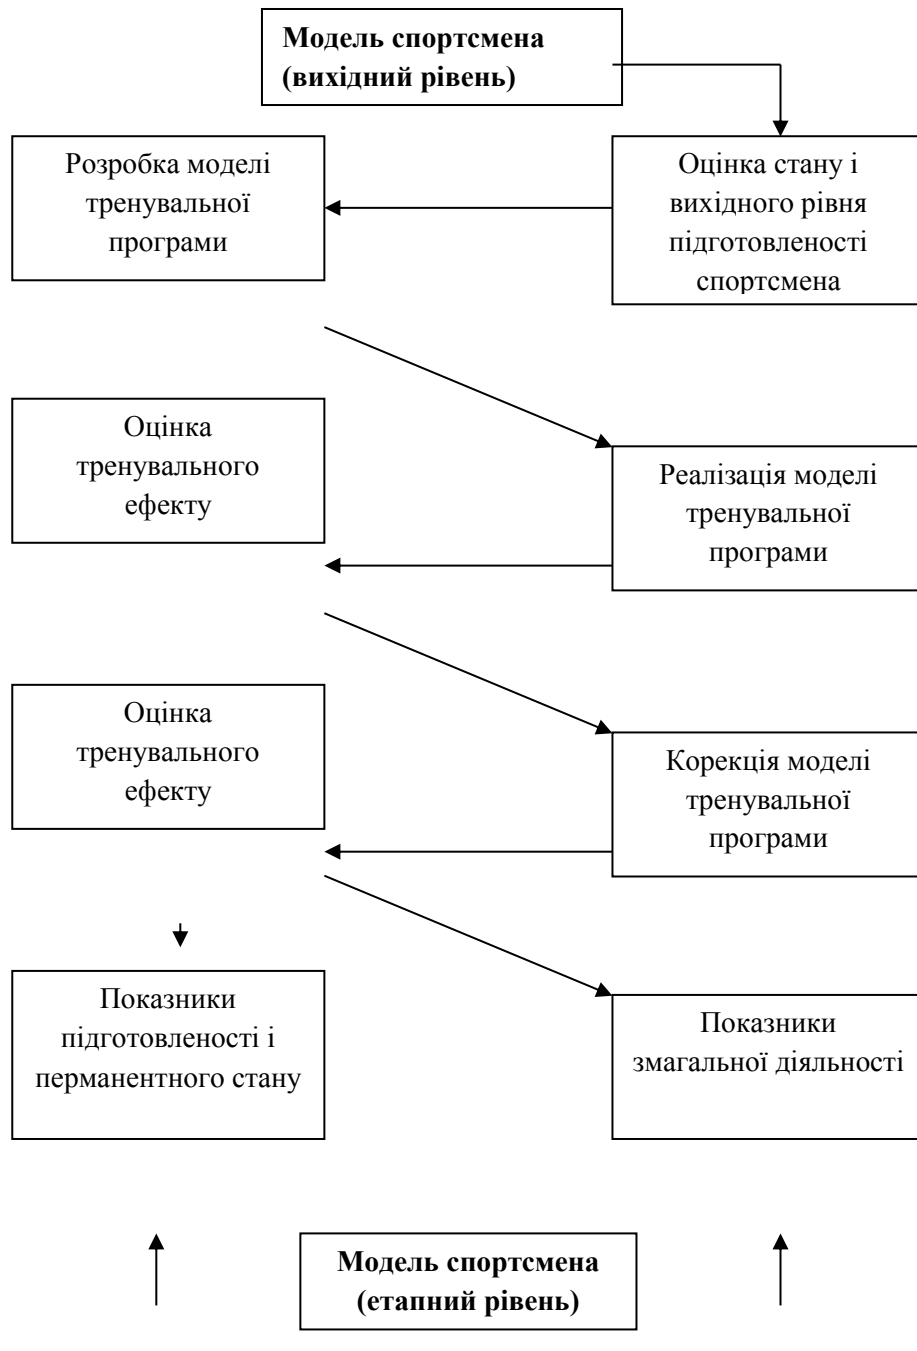 Модель спортсмена
(вихідний рівень)
Розробка моделі
тренувальної
програми
Оцінка стану і
вихідного рівня
підготовленості
спортсмена
Оцінка
тренувального
ефекту
Реалізація моделі
тренувальної
програми
Оцінка
тренувального
ефекту
Корекція моделі
тренувальної
програми
Показники
підготовленості і
перманентного стану
Показники
змагальної діяльності
Модель спортсмена
(етапний рівень)